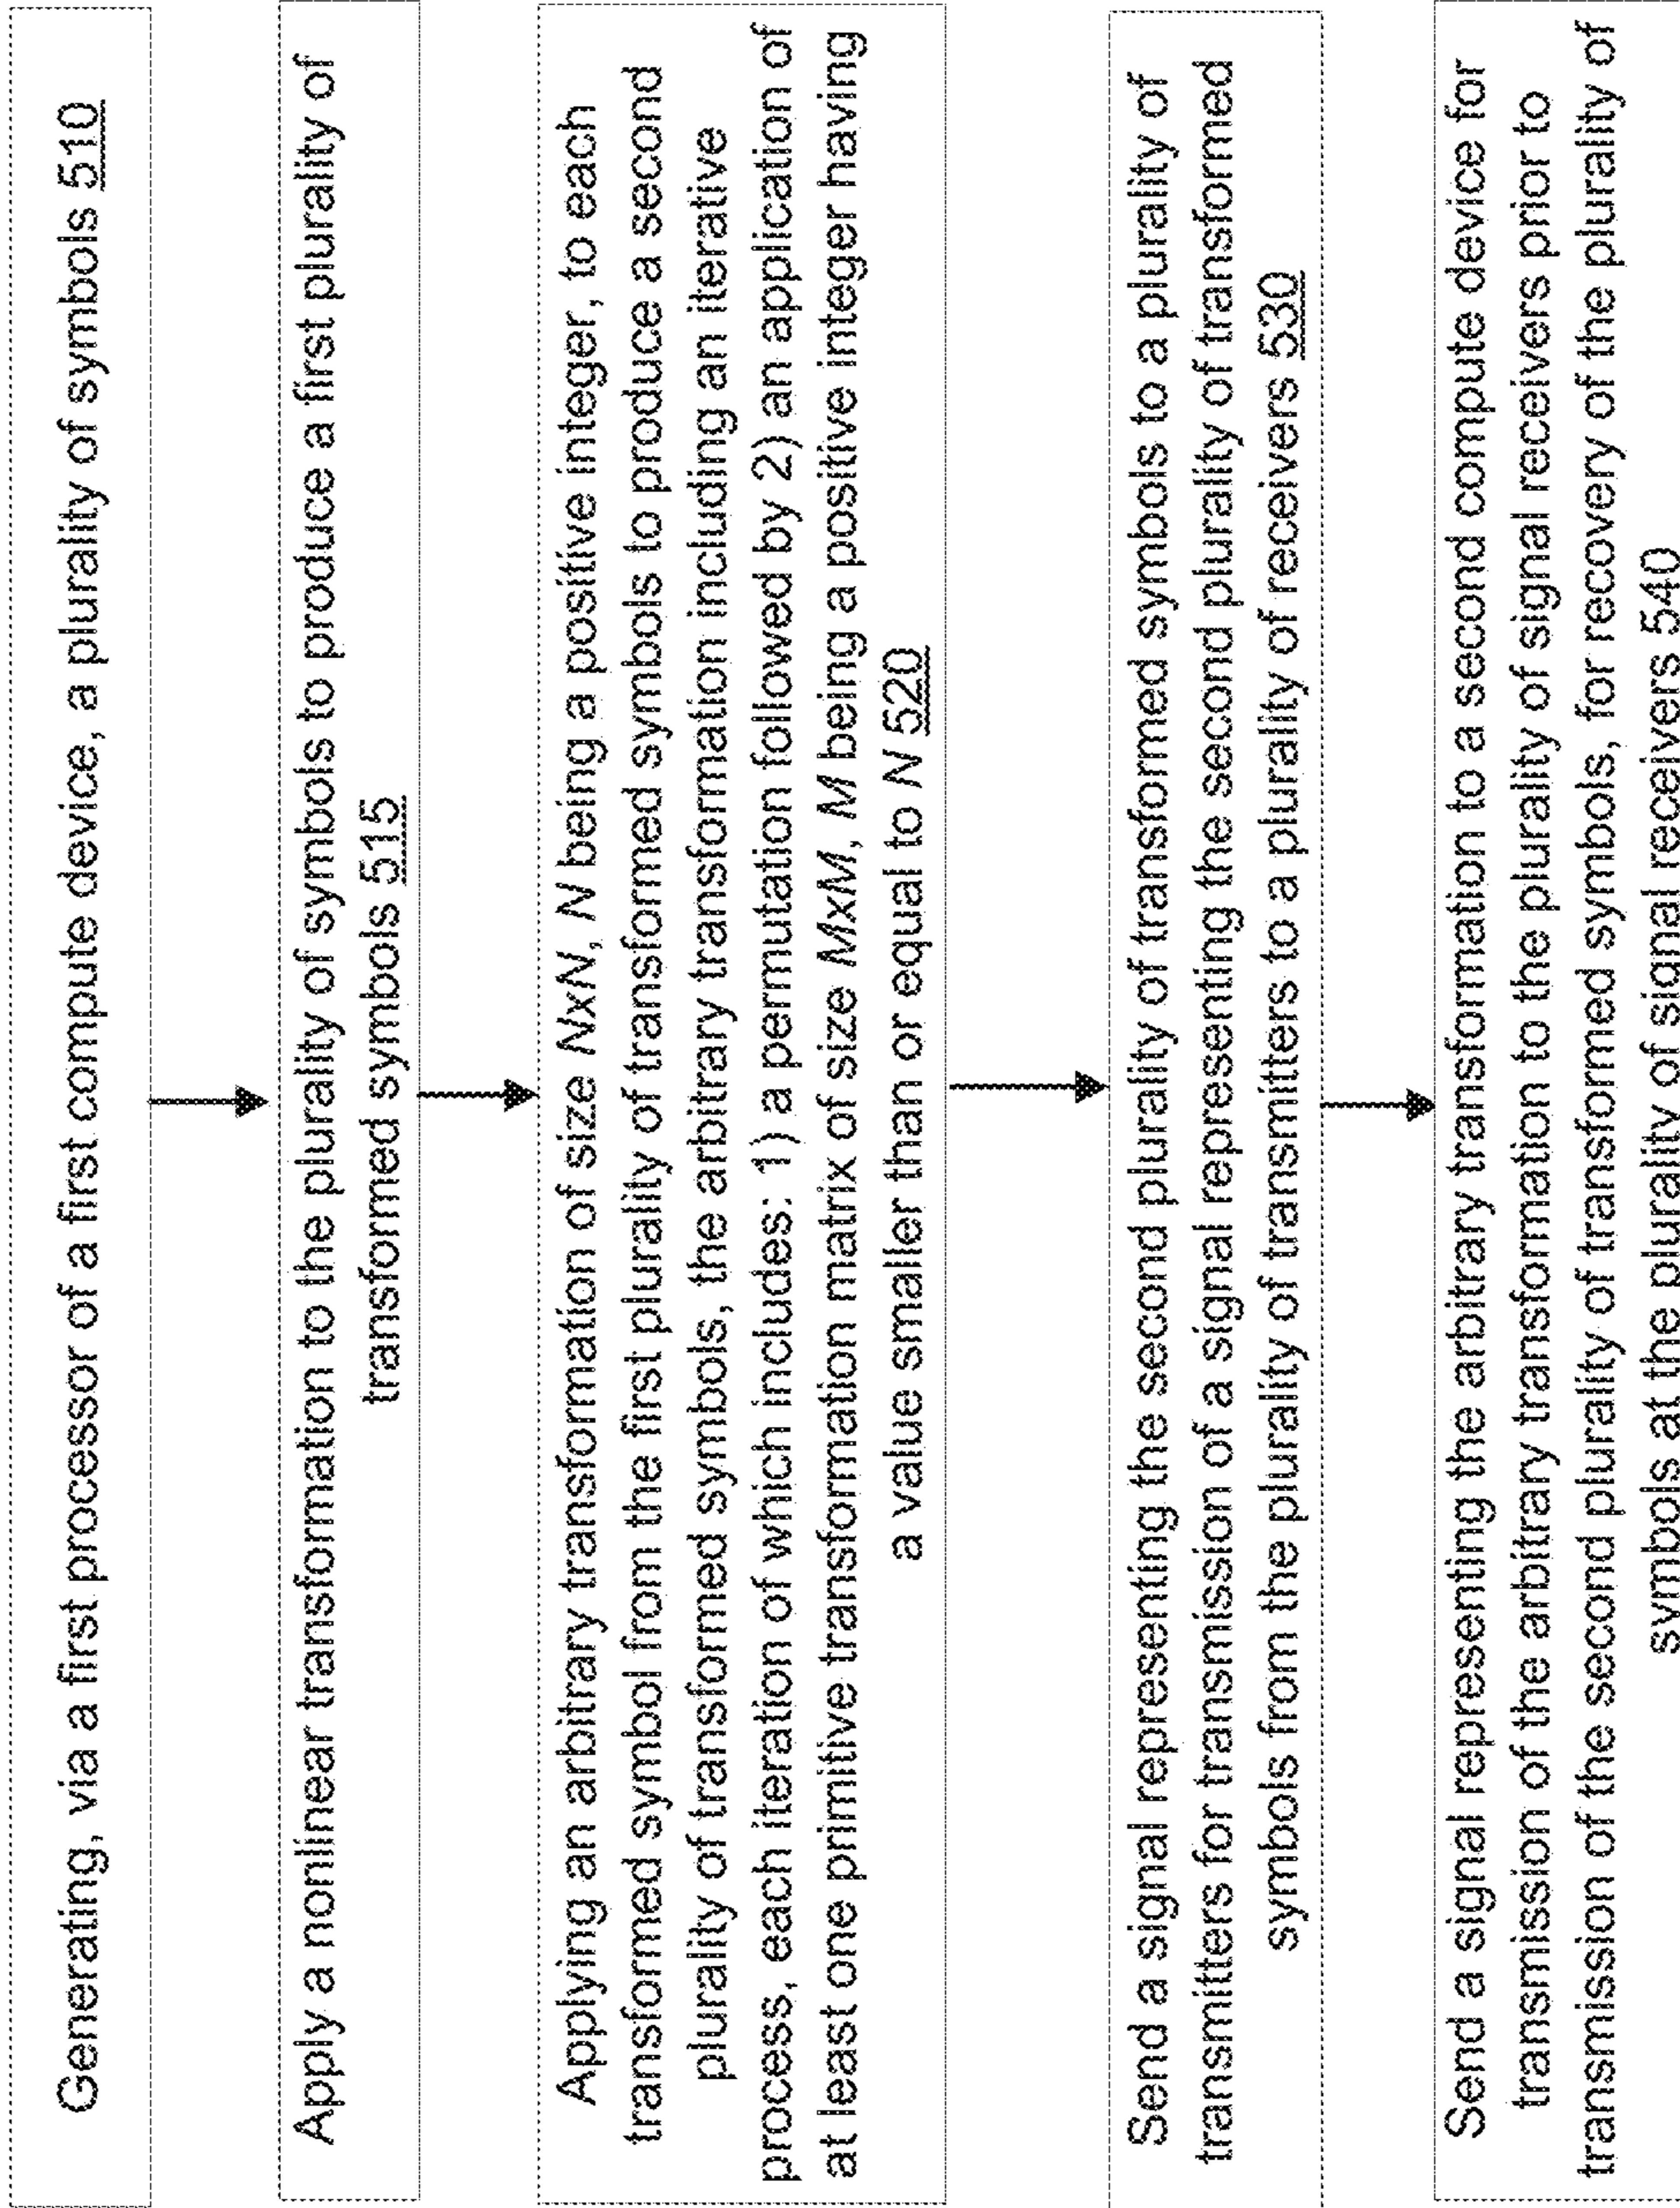 Generating, via a first processor of a first compute device, a plurality of symbols 510
Apply a nonlinear transformation to the plurality of symbols to produce a first plurality of
transformed symbols 515
Applying an arbitrary transformation of size NxN, N being a positive integer, to each
transformed symbol from the first plurality of transformed symbols to produce a second
plurality of transformed symbols, the arbitrary transformation including an iterative
process, each iteration of which includes: 1) a permutation followed by 2) an application of
at least one primitive transformation matrix of size MxM, M being a positive integer having
a value smaller than or equal to N 520
Send a signal representing the second plurality of transformed symbols to a plurality of
transmitters for transmission of a signal representing the second plurality of transformed
symbols from the plurality of transmitters to a plurality of receivers 530
Send a signal representing the arbitrary transformation to a second compute device for
transmission of the arbitrary transformation to the plurality of signal receivers prior to
transmission of the second plurality of transformed symbols, for recovery of the plurality of
symbols at the plurality of signal receivers 540